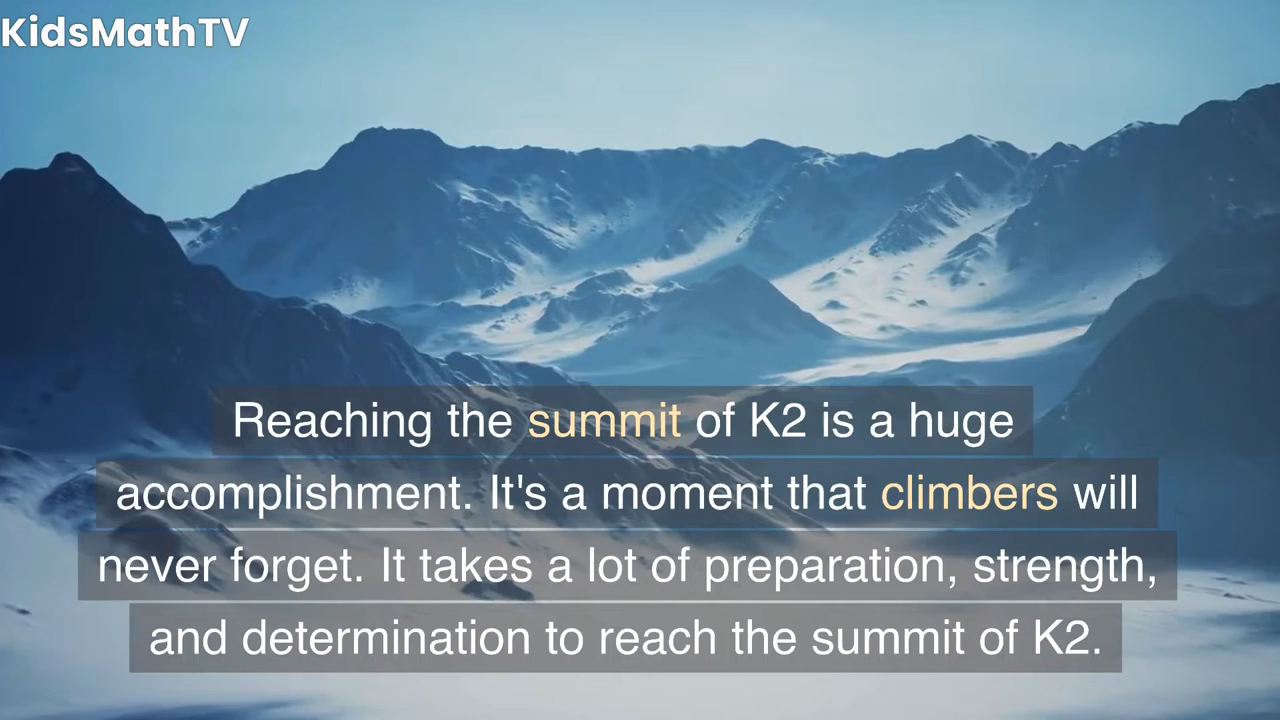 KidsMathTV
Reaching the summit of K2 is a huge
accomplishment. It's a moment that climbers will
never forget. It takes a lot of preparation, strength,
and determination to reach the summit of K2.